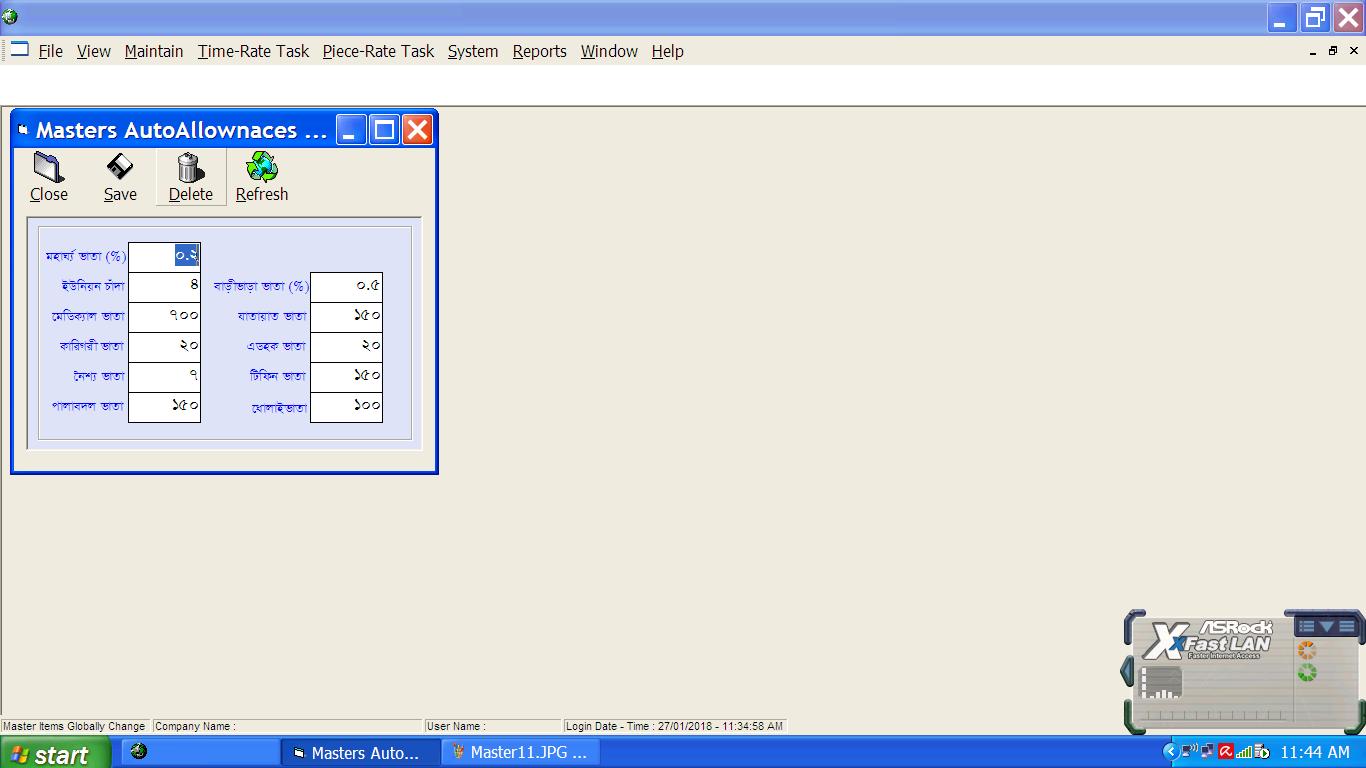 File View Maintain Time-Rate Task Piece-Rate Task System Reports Window Help
Masters AutoAllownaces ...
Close Save Delete Refresh
মহার্ঘ্য ভাতা (%) ০.২
ইউনিয়ন চাঁদা ৪ বাড়ীভাড়া ভাতা (%) ০.৫
মেডিক্যাল ভাতা ৭০০ যাতায়াত ভাতা ১৫০
কারিগরী ভাতা ২০ এডহক ভাতা ২০
নৈশ্য ভাতা ৭ টিফিন ভাতা ১৫০
পালাবদল ভাতা ১৫০ ধোলাইভাতা ১০০
ASRock
XFast LAN
Faster Internet Access
Master Items Globally Change Company Name : User Name : Login Date - Time : 27/01/2018 - 11:34:58 AM
start Masters Auto... Master11.JPG ... 11:44 AM